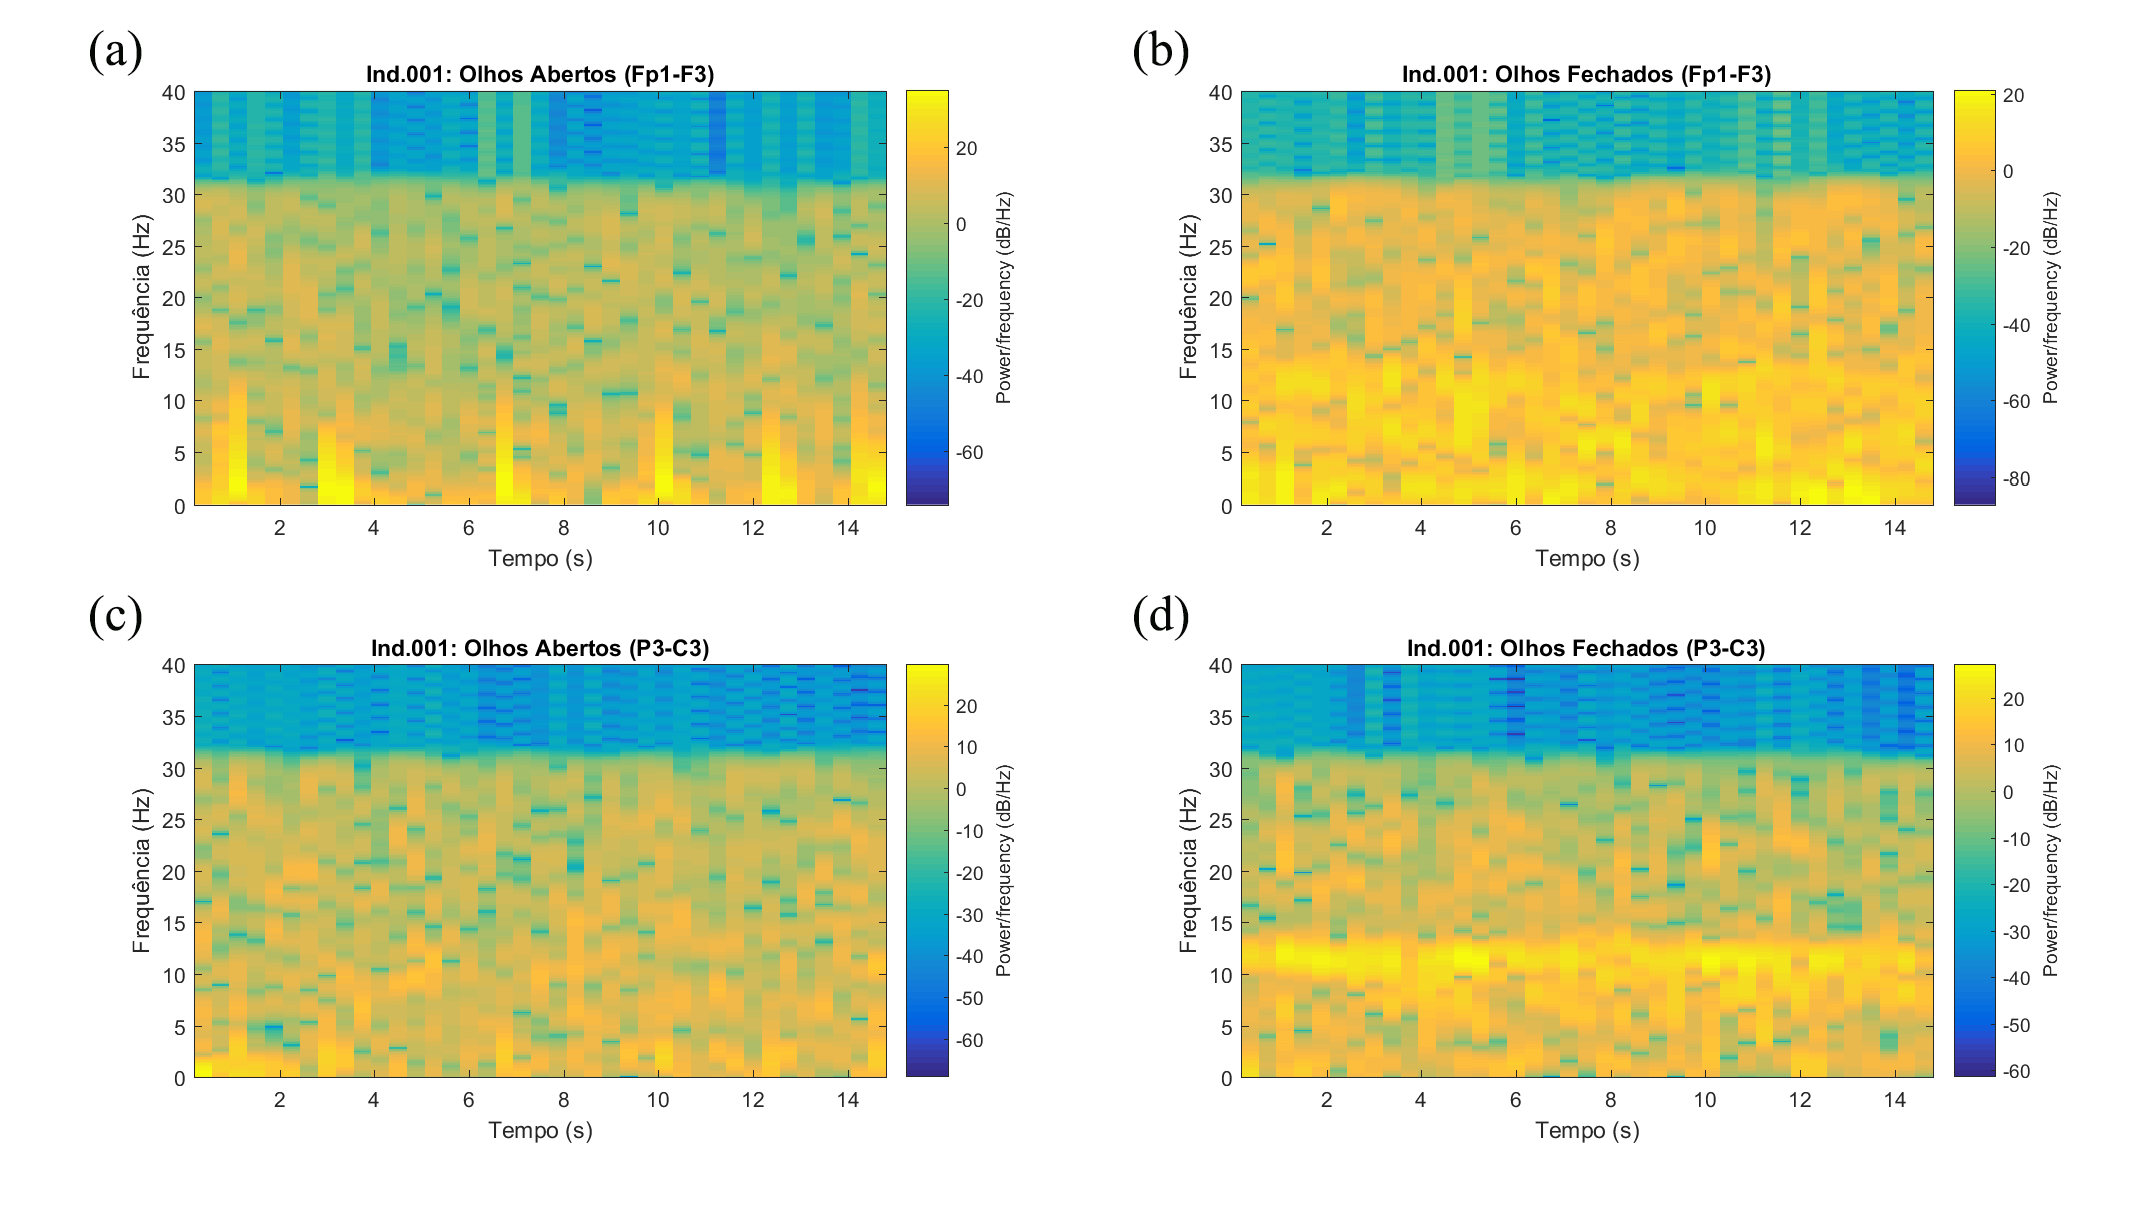 (a)
Ind.001: Olhos Abertos (Fp1-F3)
40
35
30
25
20
15
10
5
0
Frequência (Hz)
2 4 6 8 10 12 14
Tempo (s)
20
0
-20
-40
-60
Power/frequency (dB/Hz)
(b)
Ind.001: Olhos Fechados (Fp1-F3)
40
35
30
25
20
15
10
5
0
Frequência (Hz)
2 4 6 8 10 12 14
Tempo (s)
20
0
-20
-40
-60
-80
Power/frequency (dB/Hz)
(c)
Ind.001: Olhos Abertos (P3-C3)
40
35
30
25
20
15
10
5
0
Frequência (Hz)
2 4 6 8 10 12 14
Tempo (s)
20
10
0
-10
-20
-30
-40
-50
-60
Power/frequency (dB/Hz)
(d)
Ind.001: Olhos Fechados (P3-C3)
40
35
30
25
20
15
10
5
0
Frequência (Hz)
2 4 6 8 10 12 14
Tempo (s)
20
10
0
-10
-20
-30
-40
-50
-60
Power/frequency (dB/Hz)